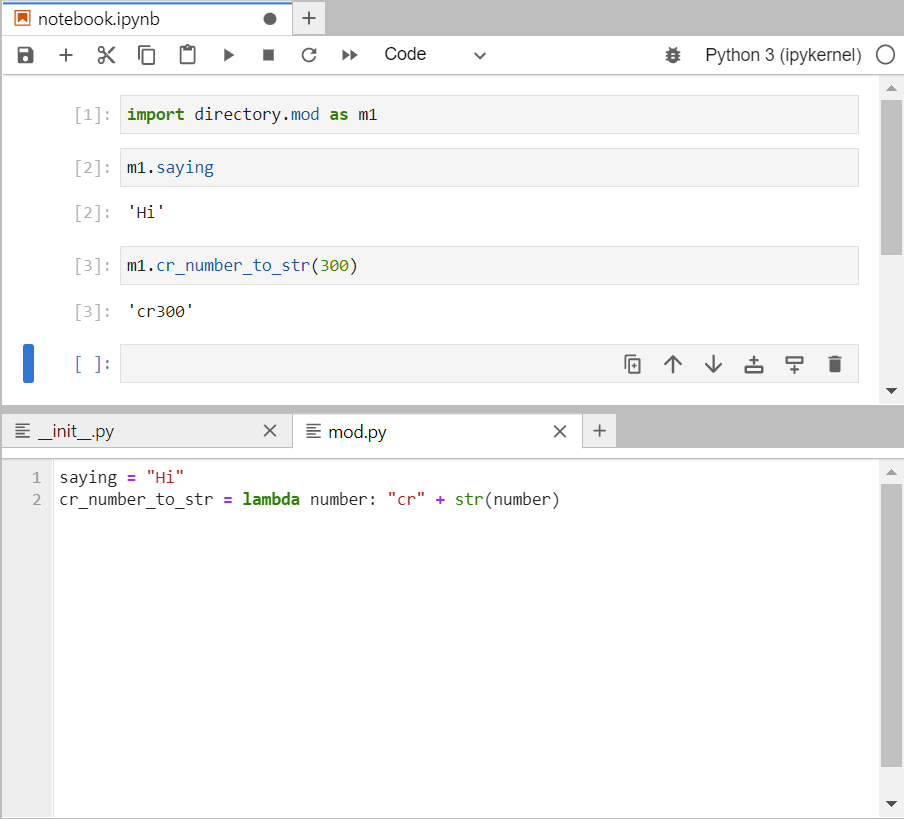 notebook.ipynb
Code
Python 3 (ipykernel)
[1]: import directory.mod as m1
[2]: m1.saying
[2]: 'Hi'
[3]: m1.cr_number_to_str(300)
[3]: 'cr300'
[ ]:
__init__.py
mod.py
1 saying = "Hi"
2 cr_number_to_str = lambda number: "cr" + str(number)